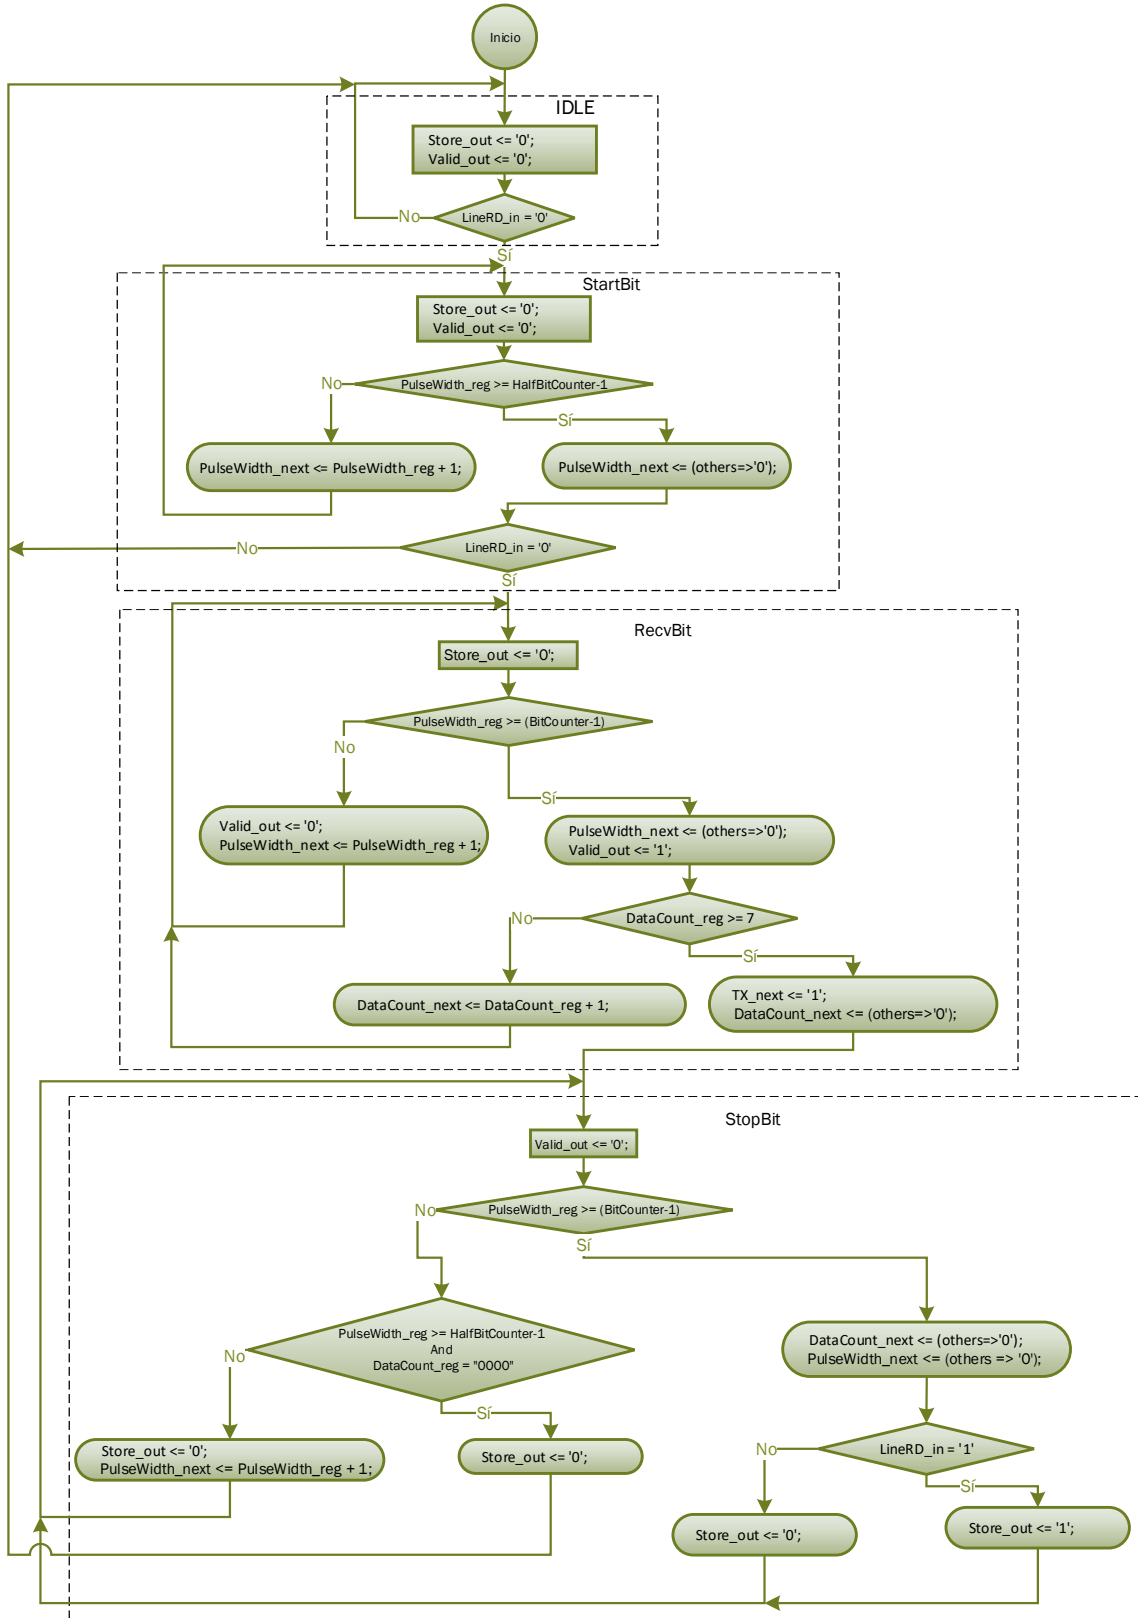 Inicio
IDLE
Store_out <= '0';
Valid_out <= '0';
No
LineRD_in = '0'
Sí
StartBit
Store_out <= '0';
Valid_out <= '0';
No
PulseWidth_reg >= HalfBitCounter-1
Sí
PulseWidth_next <= PulseWidth_reg + 1;
PulseWidth_next <= (others=>'0');
No
LineRD_in = '0'
Sí
RecvBit
Store_out <= '0';
PulseWidth_reg >= (BitCounter-1)
No
Sí
Valid_out <= '0';
PulseWidth_next <= PulseWidth_reg + 1;
PulseWidth_next <= (others=>'0');
Valid_out <= '1';
No
DataCount_reg >= 7
Sí
DataCount_next <= DataCount_reg + 1;
TX_next <= '1';
DataCount_next <= (others=>'0');
StopBit
Valid_out <= '0';
No
PulseWidth_reg >= (BitCounter-1)
Sí
PulseWidth_reg >= HalfBitCounter-1
And
DataCount_reg = "0000"
No
Sí
DataCount_next <= (others=>'0');
PulseWidth_next <= (others => '0');
Store_out <= '0';
PulseWidth_next <= PulseWidth_reg + 1;
Store_out <= '0';
No
LineRD_in = '1'
Sí
Store_out <= '0';
Store_out <= '1';